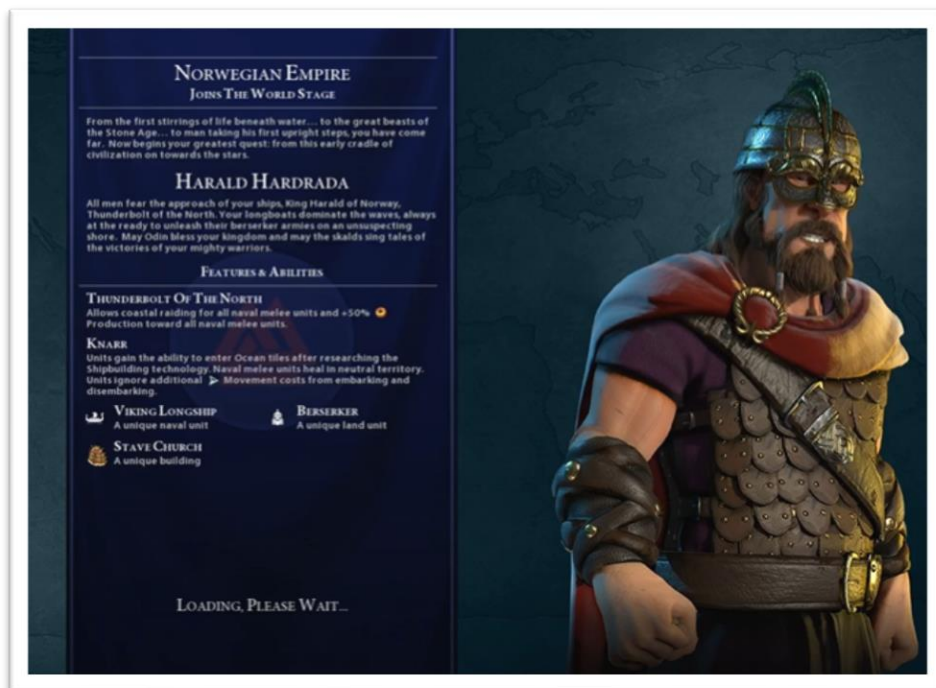 NORWEGIAN EMPIRE
JOINS THE WORLD STAGE
From the first stirrings of life beneath water... to the great beasts of
the Stone Age... to man taking his first upright steps, you have come
far. Now begins your greatest quest: from this early cradle of
civilization on towards the stars.
HARALD HARDRADA
All men fear the approach of your ships, King Harald of Norway,
Thunderbolt of the North. Your longboats dominate the waves, always
at the ready to unleash their berserker armies on an unsuspecting
shore. May Odin bless your kingdom and may the skalds sing tales of
the victories of your mighty warriors.
FEATURES & ABILITIES
THUNDERBOLT OF THE NORTH
Allows coastal raiding for all naval melee units and +50%
Production toward all naval melee units.
KNARR
Units gain the ability to enter Ocean tiles after researching the
Shipbuilding technology. Naval melee units heal in neutral territory.
Units ignore additional Movement costs from embarking and
disembarking.
VIKING LONGSHIP
A unique naval unit
BERSERKER
A unique land unit
STAVE CHURCH
A unique building
LOADING, PLEASE WAIT...